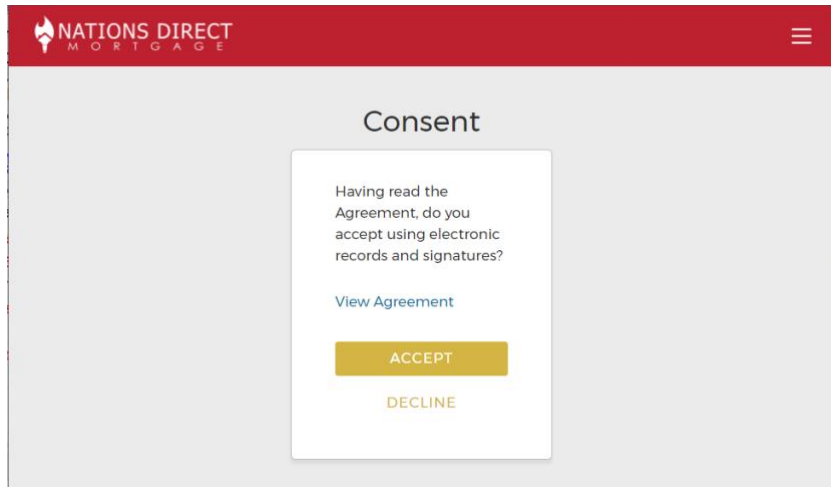 NATIONS DIRECT
MORTGAGE
Consent
Having read the
Agreement, do you
accept using electronic
records and signatures?
View Agreement
ACCEPT
DECLINE